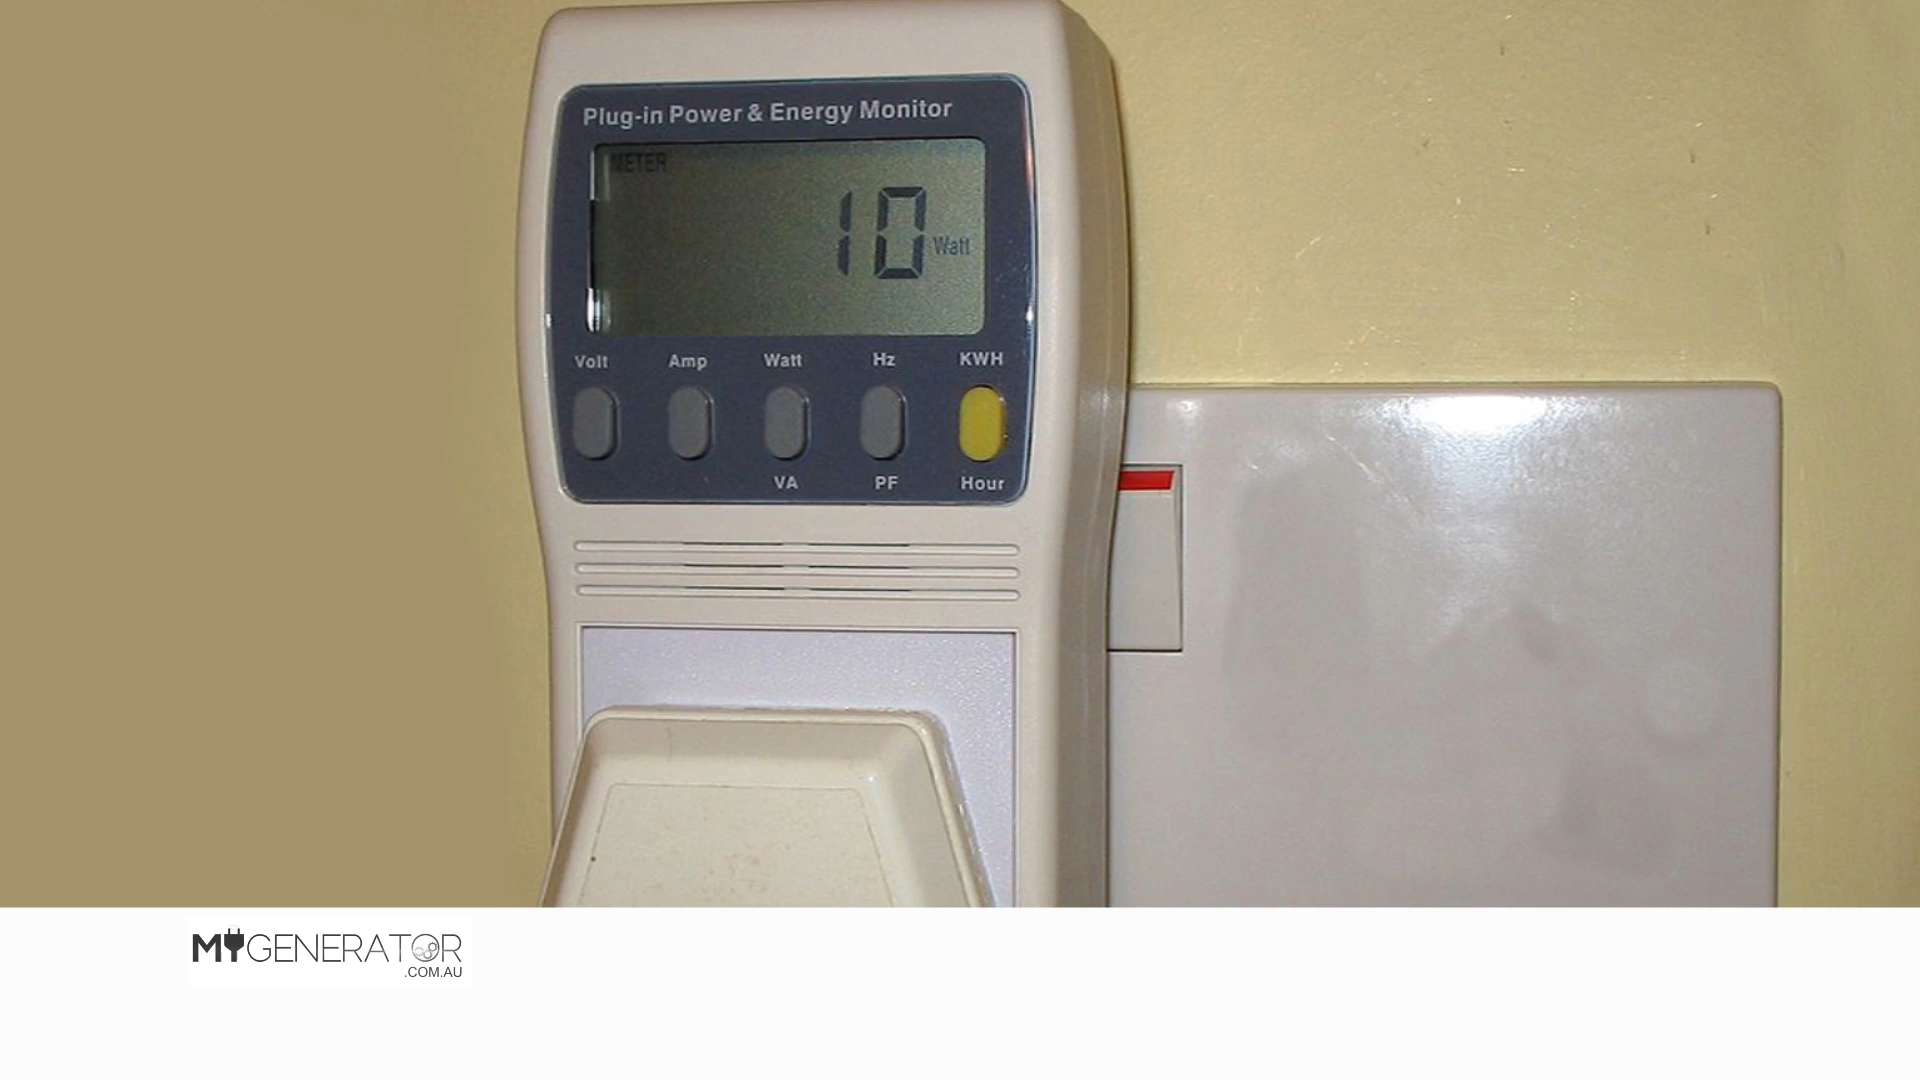 Plug-in Power & Energy Monitor
METER
10 Watt
Volt Amp Watt Hz KWH
VA PF Hour
MYGENERATOR
.COM.AU